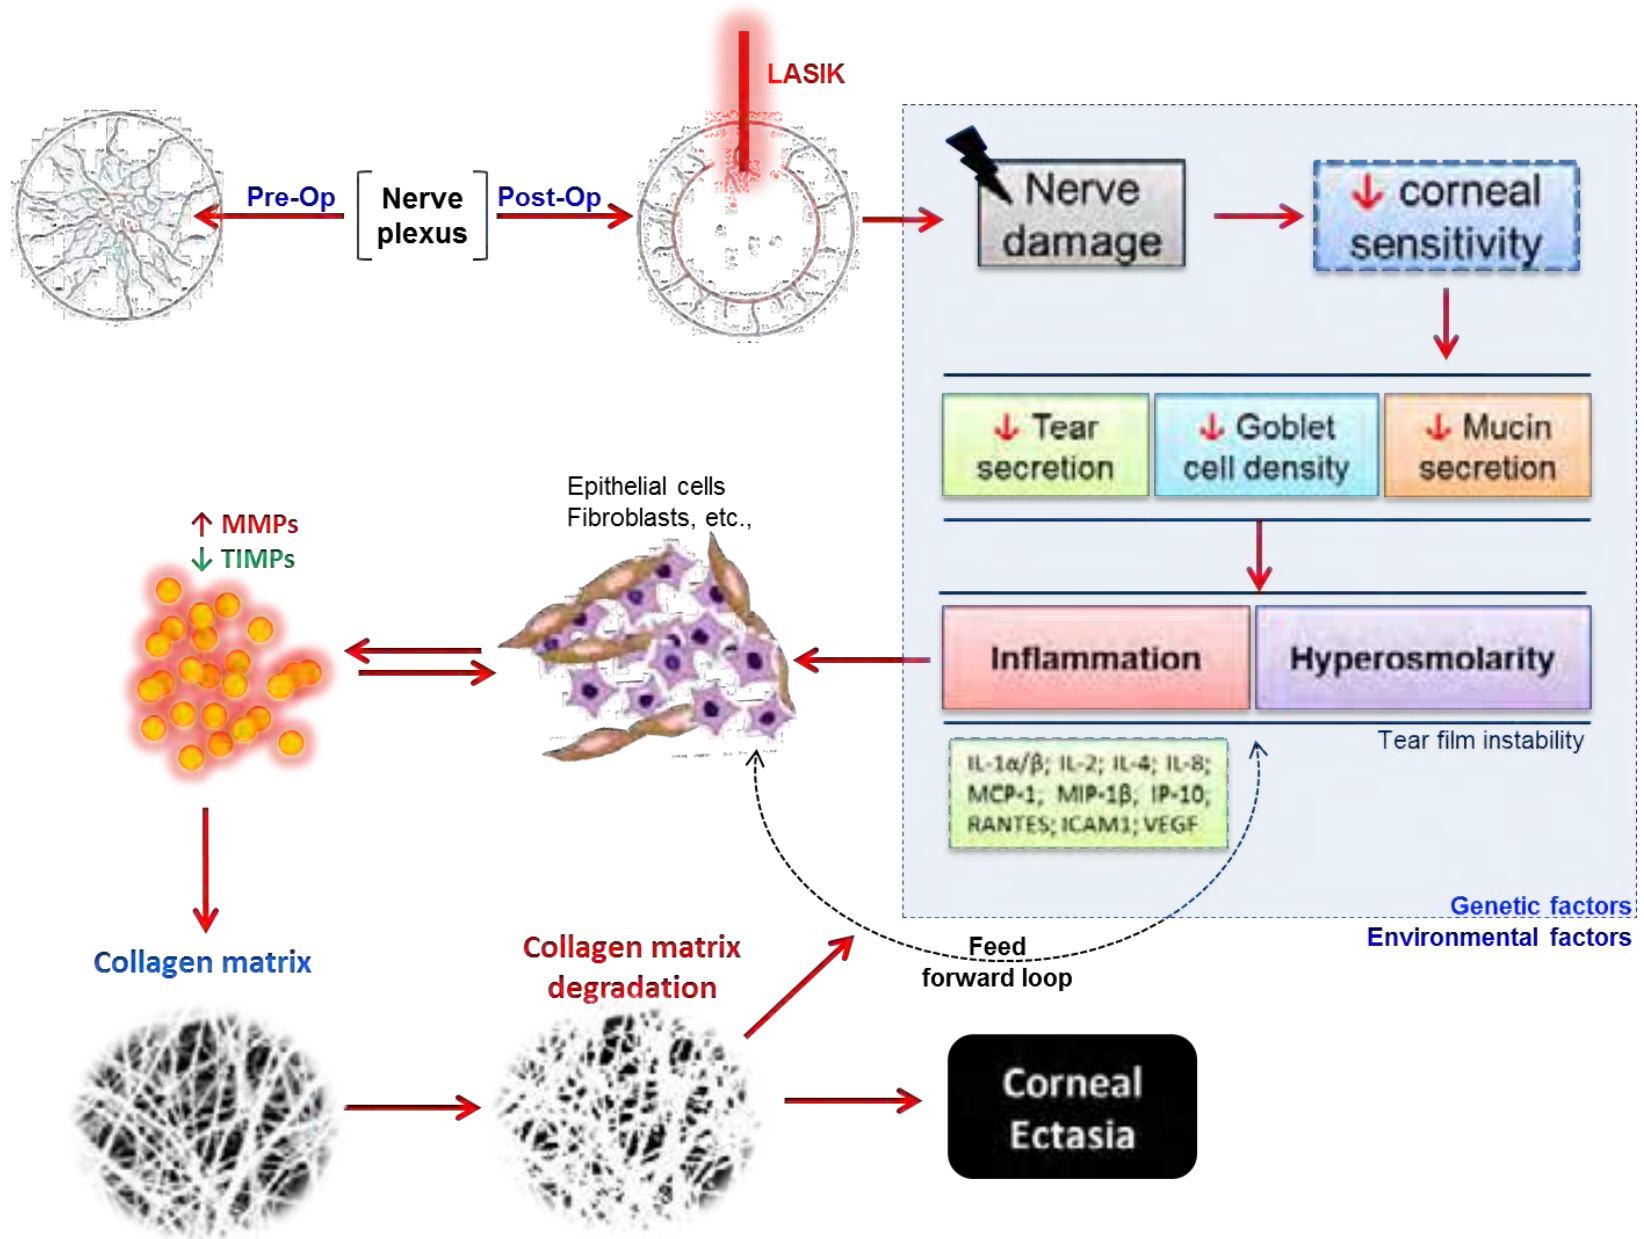 LASIK
Pre-Op
Nerve
plexus
Post-Op
Nerve
damage
↓ corneal
sensitivity
↓ Tear
secretion
↓ Goblet
cell density
↓ Mucin
secretion
Inflammation
Hyperosmolarity
Tear film instability
IL-1α/β; IL-2; IL-4; IL-8;
MCP-1; MIP-1β; IP-10;
RANTES; ICAM1; VEGF
Genetic factors
Environmental factors
Epithelial cells
Fibroblasts, etc.,
↑ MMPs
↓ TIMPs
Collagen matrix
Collagen matrix
degradation
Feed
forward loop
Corneal
Ectasia